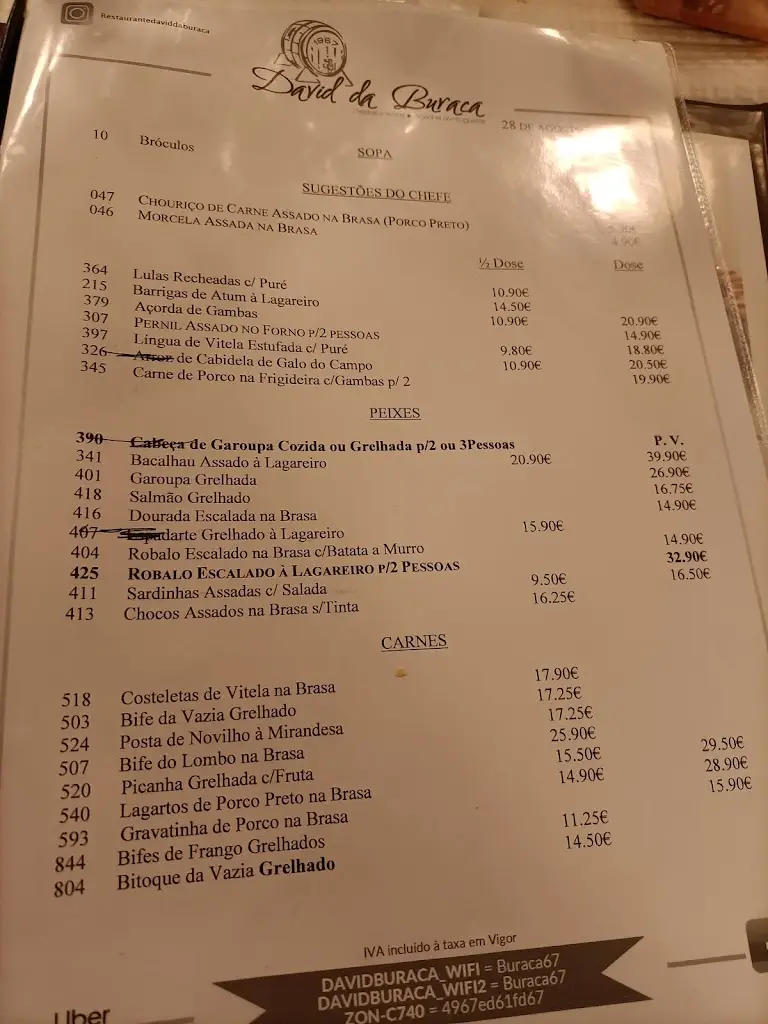 Restaurantedaviddaburaca
1967
David da Buraca
28 DE
SOPA
10 Bróculos
SUGESTÕES DO CHEFE
047 CHOURIÇO DE CARNE ASSADO NA BRASA (PORCO PRETO)
046 MORCELA ASSADA NA BRASA 4.90€
½ Dose Dose
364 Lulas Recheadas c/ Puré 10.90€
215 Barrigas de Atum à Lagareiro 14.50€
379 Açorda de Gambas 10.90€ 20.90€
307 PERNIL ASSADO NO FORNO P/2 PESSOAS 14.90€
397 Língua de Vitela Estufada c/ Puré 9.80€ 18.80€
326 Arroz de Cabidela de Galo do Campo 10.90€ 20.50€
345 Carne de Porco na Frigideira c/Gambas p/ 2 19.90€
PEIXES
390 Cabeça de Garoupa Cozida ou Grelhada p/2 ou 3Pessoas P. V.
341 Bacalhau Assado à Lagareiro 20.90€ 39.90€
401 Garoupa Grelhada 26.90€
418 Salmão Grelhado 16.75€
416 Dourada Escalada na Brasa 14.90€
407 Espadarte Grelhado à Lagareiro 15.90€
404 Robalo Escalado na Brasa c/Batata a Murro 14.90€
425 ROBALO ESCALADO À LAGAREIRO P/2 PESSOAS 32.90€
411 Sardinhas Assadas c/ Salada 9.50€ 16.50€
413 Chocos Assados na Brasa s/Tinta 16.25€
CARNES
518 Costeletas de Vitela na Brasa 17.90€
503 Bife da Vazia Grelhado 17.25€
524 Posta de Novilho à Mirandesa 17.25€
507 Bife do Lombo na Brasa 25.90€
520 Picanha Grelhada c/Fruta 15.50€ 29.50€
540 Lagartos de Porco Preto na Brasa 14.90€ 28.90€
593 Gravatinha de Porco na Brasa 15.90€
844 Bifes de Frango Grelhados 11.25€
804 Bitoque da Vazia Grelhado 14.50€
IVA incluido à taxa em Vigor
DAVIDBURACA_WIFI = Buraca67
DAVIDBURACA_WIFI2 = Buraca67
ZON-C740 = 4967ed61fd67
Uber